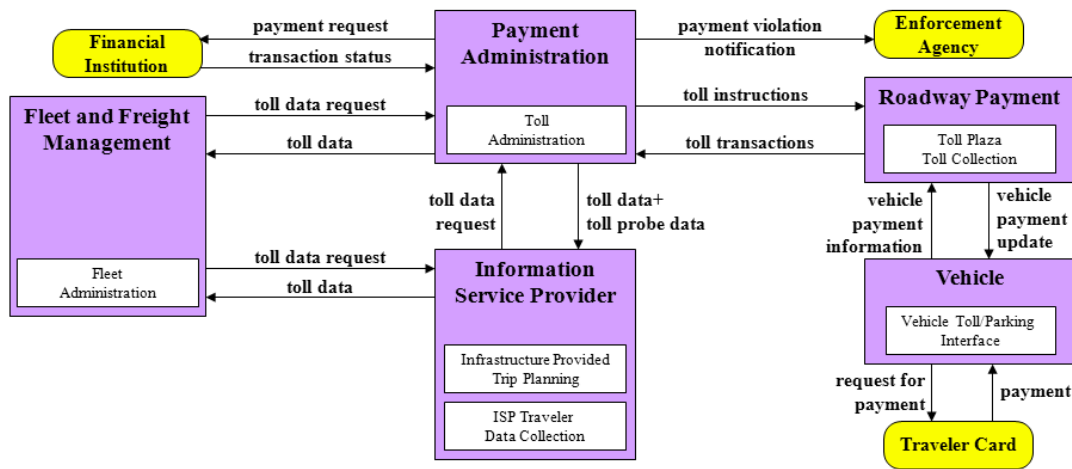 Financial
Institution
payment request
transaction status
Payment
Administration
Toll
Administration
payment violation
notification
Enforcement
Agency
Fleet and Freight
Management
Fleet
Administration
toll data request
toll data
toll instructions
toll transactions
Roadway Payment
Toll Plaza
Toll Collection
toll data
request
toll data+
toll probe data
vehicle
payment
information
vehicle
payment
update
toll data request
toll data
Information
Service Provider
Infrastructure Provided
Trip Planning
ISP Traveler
Data Collection
Vehicle
Vehicle Toll/Parking
Interface
request for
payment
payment
Traveler Card